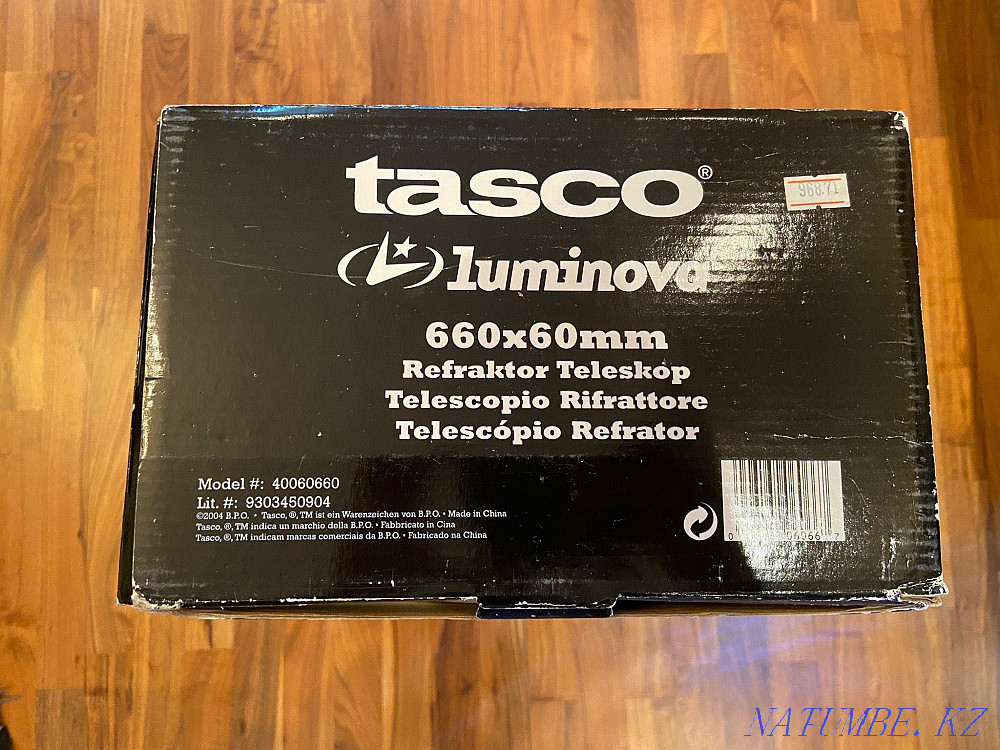 tasco®
luminova
660x60mm
Refraktor Teleskop
Telescopio Rifrattore
Telescópio Refrator
Model #: 40060660
Lit. #: 9303450904
©2004 B.P.O. • Tasco, ®, TM ist ein Warenzeichen von B.P.O. • Made in China
Tasco, ®, TM indica un marchio della B.P.O. • Fabbricato in Cina
Tasco, ®, TM indicam marcas comerciais da B.P.O. • Fabricado na China
NATUMBE. KZ